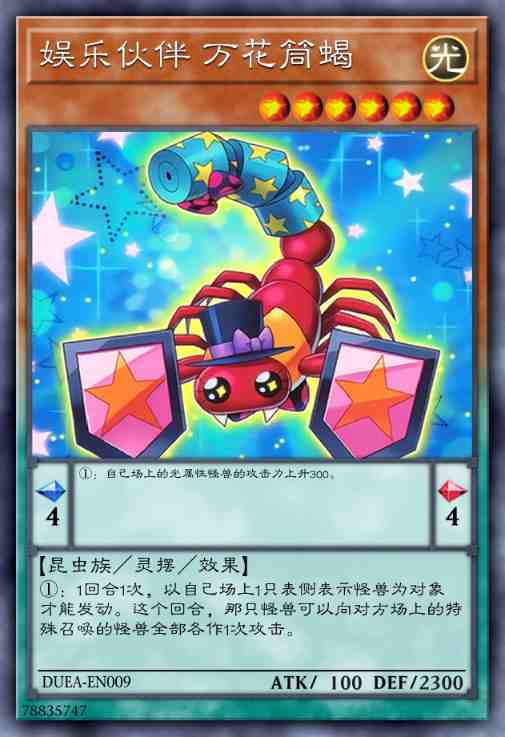 娱乐伙伴 万花筒蝎
光
①：自己场上的光属性怪兽的攻击力上升300。
4
4
【昆虫族／灵摆／效果】
①：1回合1次，以自己场上1只表侧表示怪兽为对象
才能发动。这个回合，那只怪兽可以向对方场上的特
殊召唤的怪兽全部各作1次攻击。
DUEA-EN009
ATK/ 100 DEF/2300
78835747